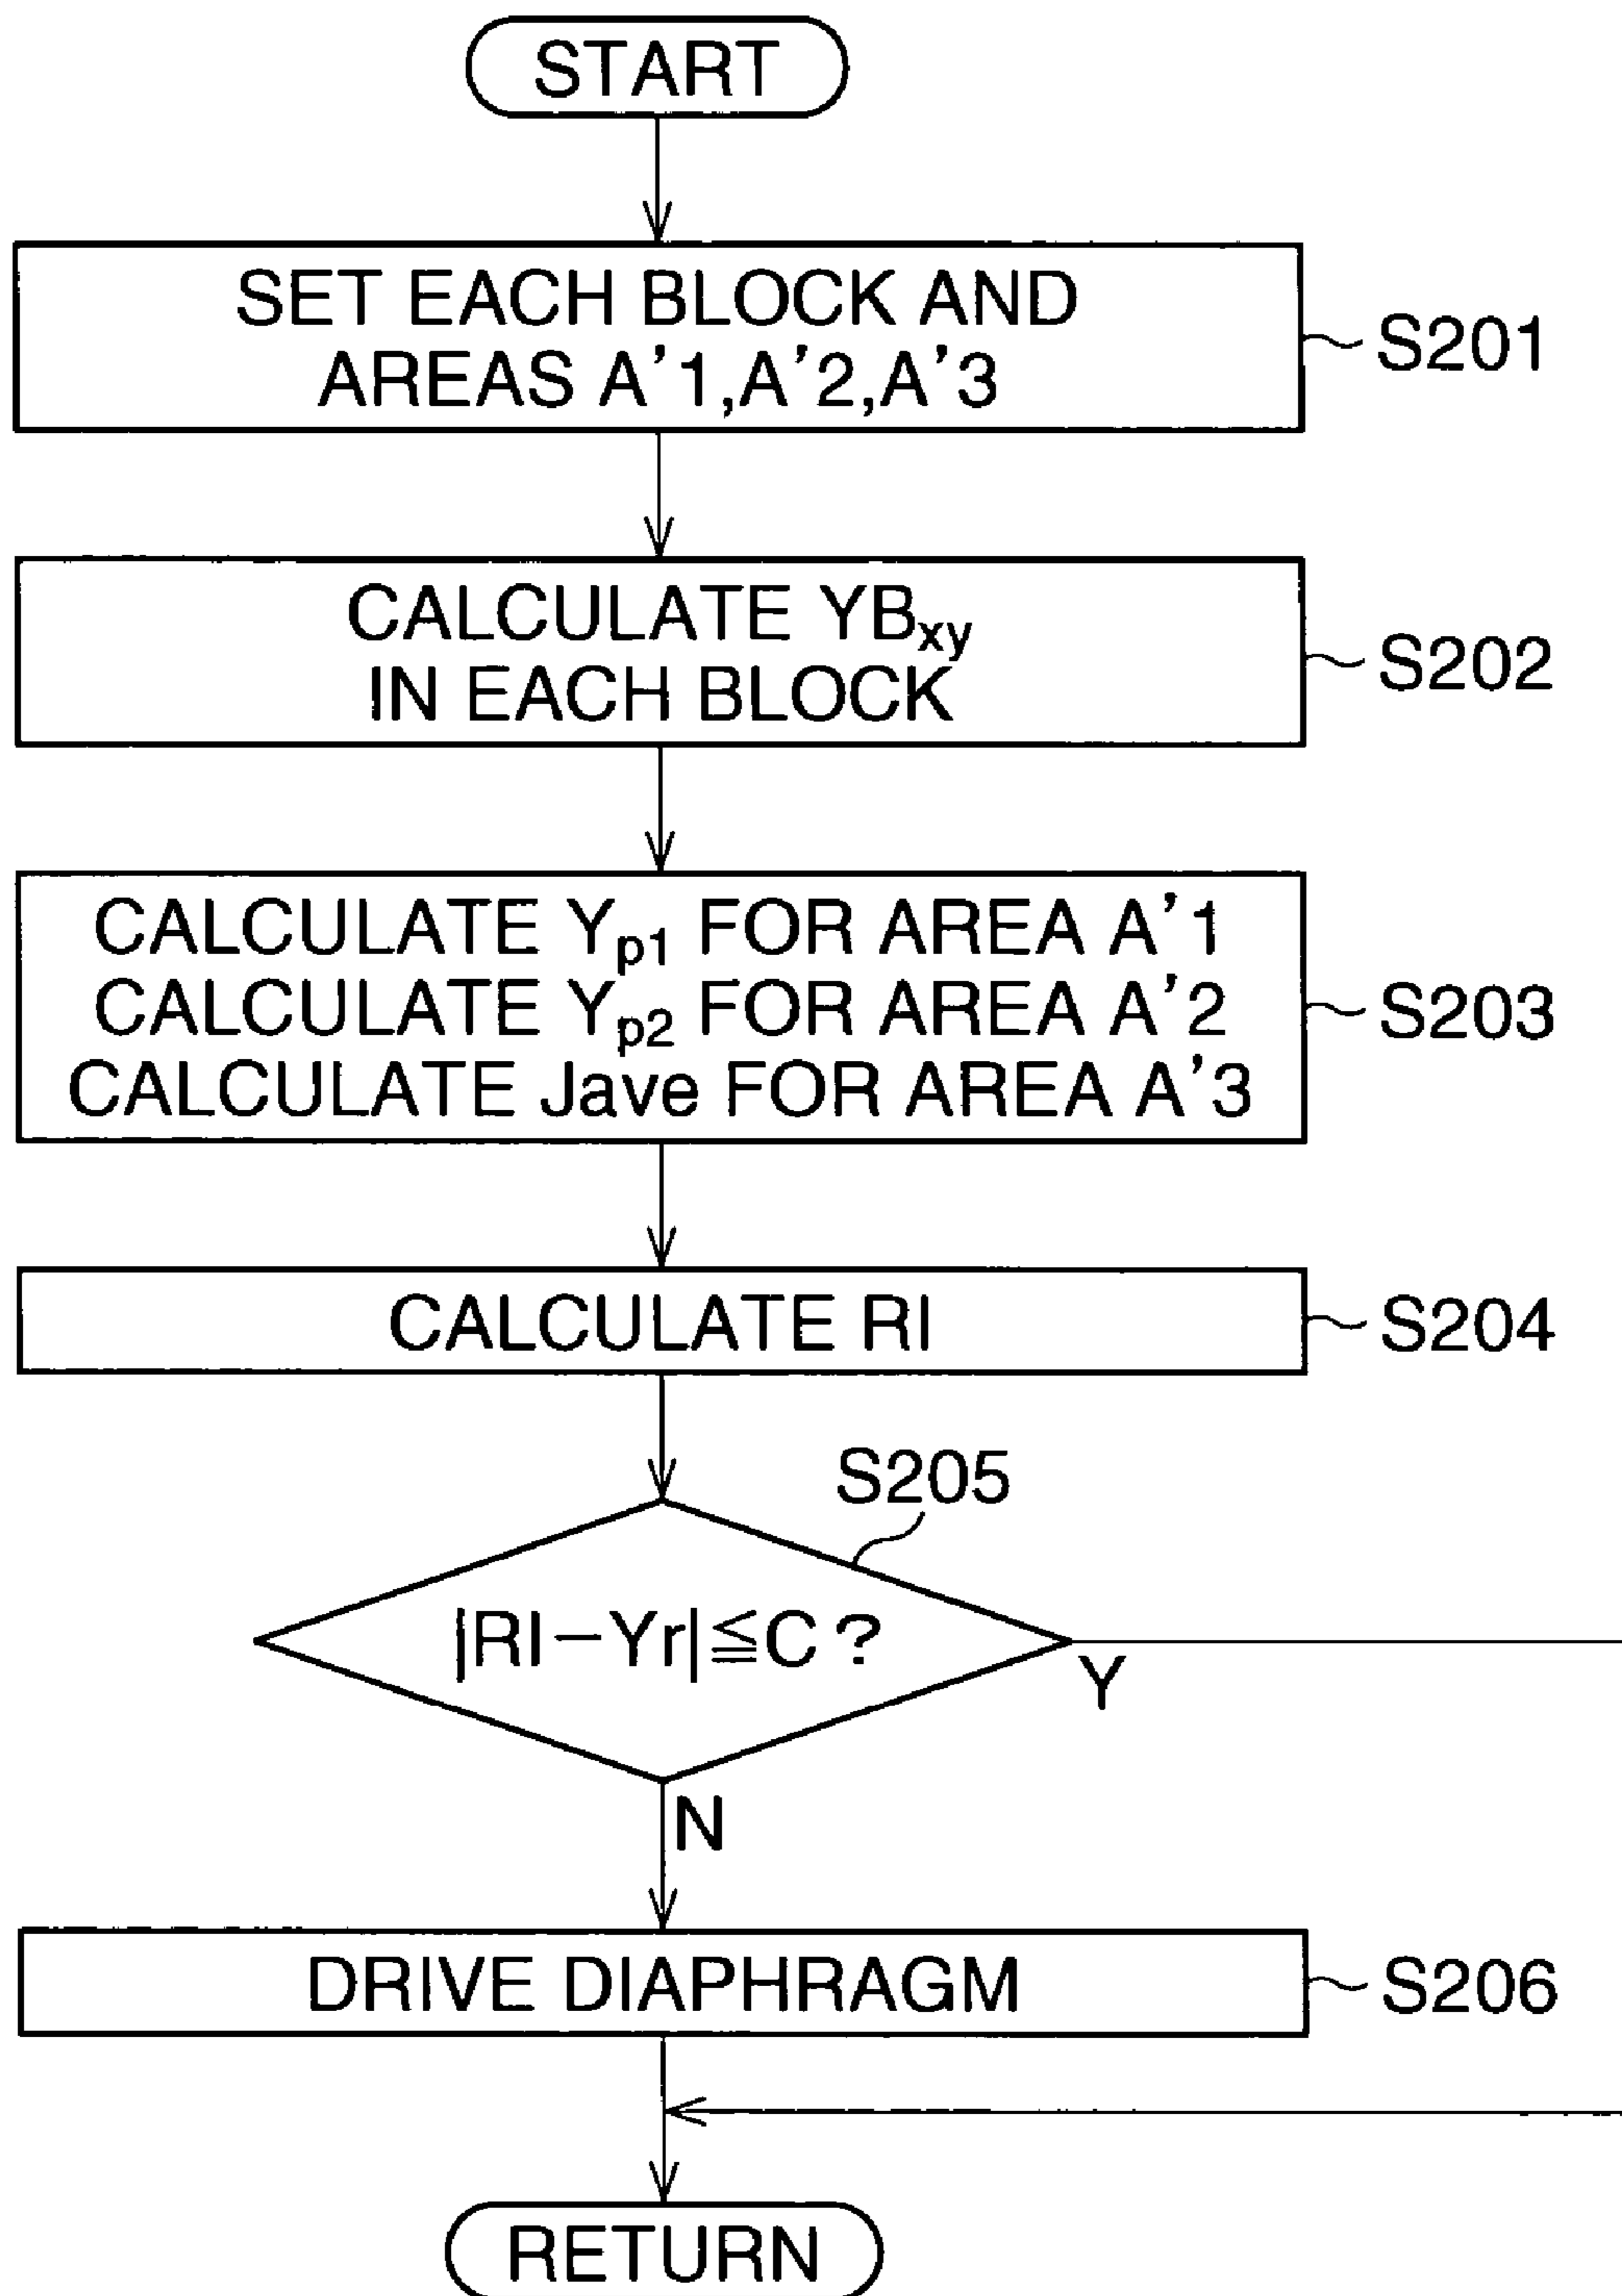 START
SET EACH BLOCK AND
AREAS A'1,A'2,A'3
S201
CALCULATE YBxy
IN EACH BLOCK
S202
CALCULATE Yp1 FOR AREA A'1
CALCULATE Yp2 FOR AREA A'2
CALCULATE Jave FOR AREA A'3
S203
CALCULATE RI
S204
S205
|RI−Yr|≦C ?
Y
N
DRIVE DIAPHRAGM
S206
RETURN